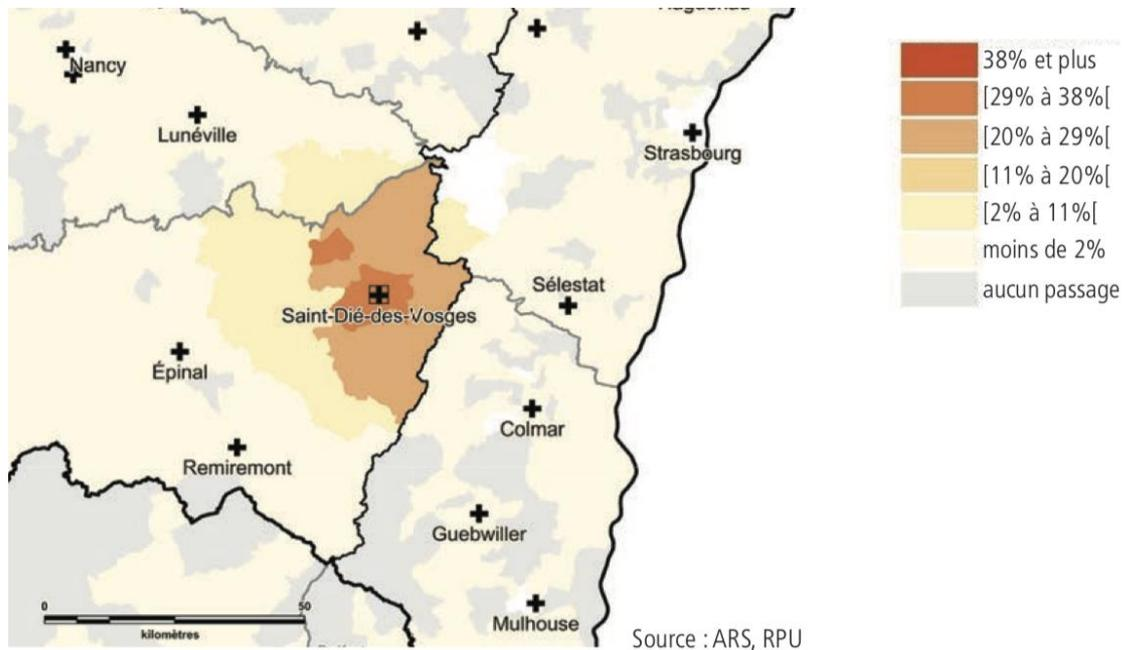 Nancy
Lunéville
Strasbourg
Saint-Dié-des-Vosges
Sélestat
Épinal
Colmar
Remiremont
Guebwiller
Mulhouse
0 50
kilomètres
Source : ARS, RPU
38% et plus
[29% à 38%[
[20% à 29%[
[11% à 20%[
[2% à 11%[
moins de 2%
aucun passage